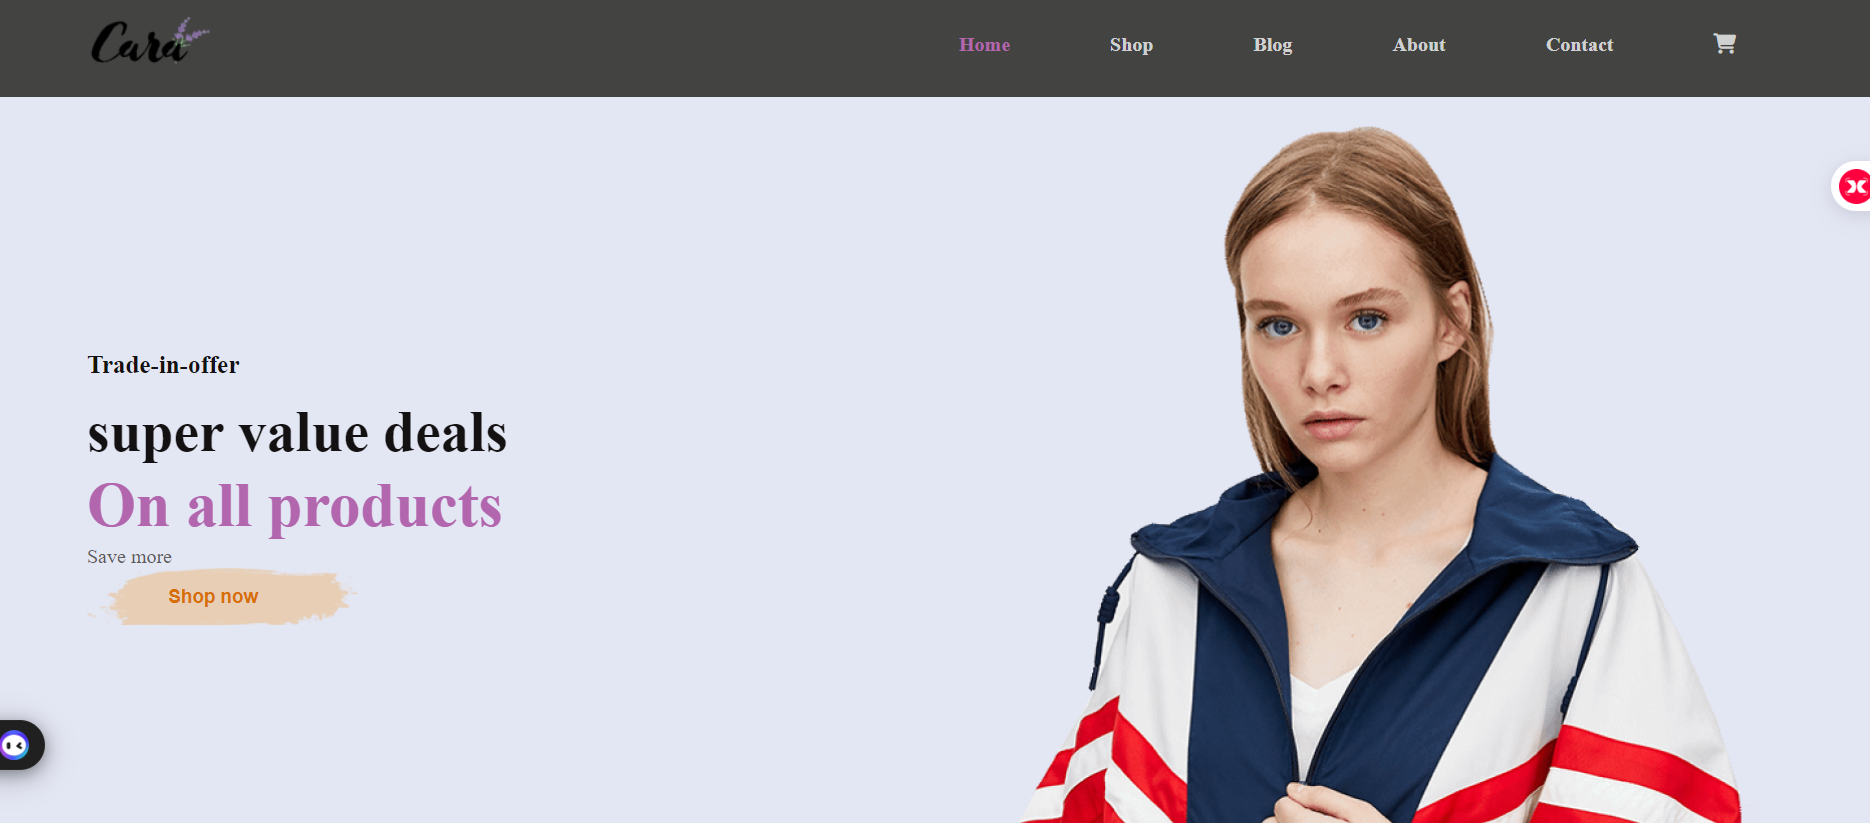 Cara
Home Shop Blog About Contact
Trade-in-offer
super value deals
On all products
Save more
Shop now